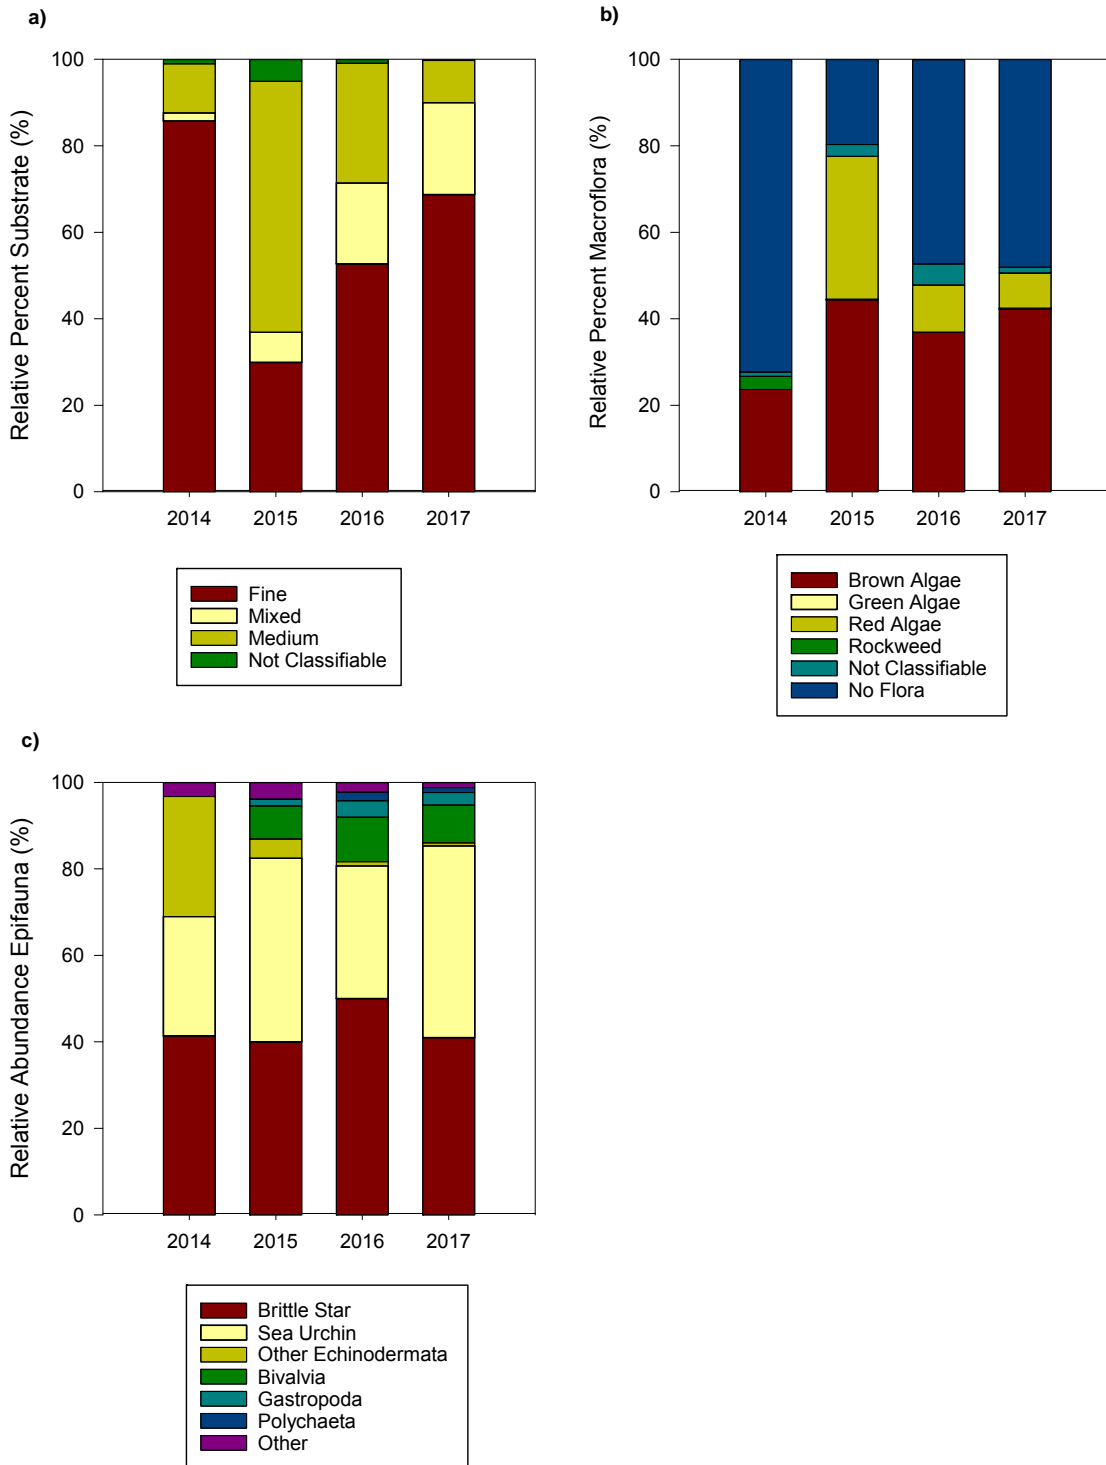 a)
Relative Percent Substrate (%)
100
80
60
40
20
0
2014 2015 2016 2017
Fine
Mixed
Medium
Not Classifiable
b)
Relative Percent Macroflora (%)
100
80
60
40
20
0
2014 2015 2016 2017
Brown Algae
Green Algae
Red Algae
Rockweed
Not Classifiable
No Flora
c)
Relative Abundance Epifauna (%)
100
80
60
40
20
0
2014 2015 2016 2017
Brittle Star
Sea Urchin
Other Echinodermata
Bivalvia
Gastropoda
Polychaeta
Other